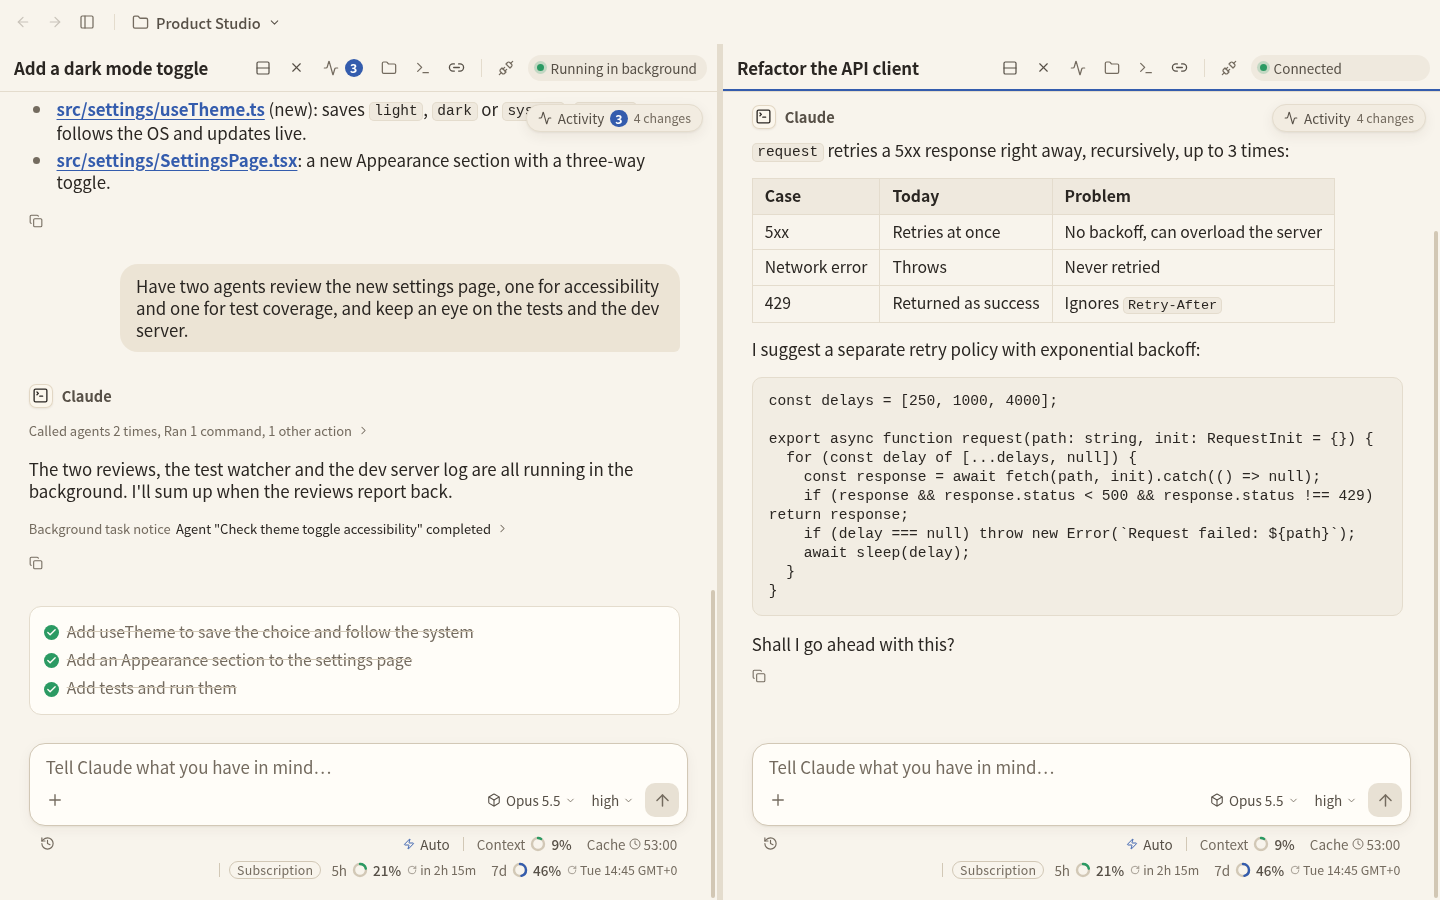 Product Studio
Add a dark mode toggle
3
Running in background
src/settings/useTheme.ts (new): saves light, dark or
follows the OS and updates live.
Activity 3 4 changes
src/settings/SettingsPage.tsx: a new Appearance section with a three-way
toggle.
Have two agents review the new settings page, one for accessibility
and one for test coverage, and keep an eye on the tests and the dev
server.
Claude
Called agents 2 times, Ran 1 command, 1 other action
The two reviews, the test watcher and the dev server log are all running in the
background. I'll sum up when the reviews report back.
Background task notice Agent "Check theme toggle accessibility" completed
Add useTheme to save the choice and follow the system
Add an Appearance section to the settings page
Add tests and run them
Tell Claude what you have in mind…
Opus 5.5 high
Auto Context 9% Cache 53:00
Subscription 5h 21% in 2h 15m 7d 46% Tue 14:45 GMT+0
Refactor the API client
Connected
Claude
Activity 4 changes
request retries a 5xx response right away, recursively, up to 3 times:
Case Today Problem
5xx Retries at once No backoff, can overload the server
Network error Throws Never retried
429 Returned as success Ignores Retry-After
I suggest a separate retry policy with exponential backoff:
const delays = [250, 1000, 4000];
export async function request(path: string, init: RequestInit = {}) {
for (const delay of [...delays, null]) {
const response = await fetch(path, init).catch(() => null);
if (response && response.status < 500 && response.status !== 429)
return response;
if (delay === null) throw new Error(`Request failed: ${path}`);
await sleep(delay);
}
}
Shall I go ahead with this?
Tell Claude what you have in mind…
Opus 5.5 high
Auto Context 9% Cache 53:00
Subscription 5h 21% in 2h 15m 7d 46% Tue 14:45 GMT+0